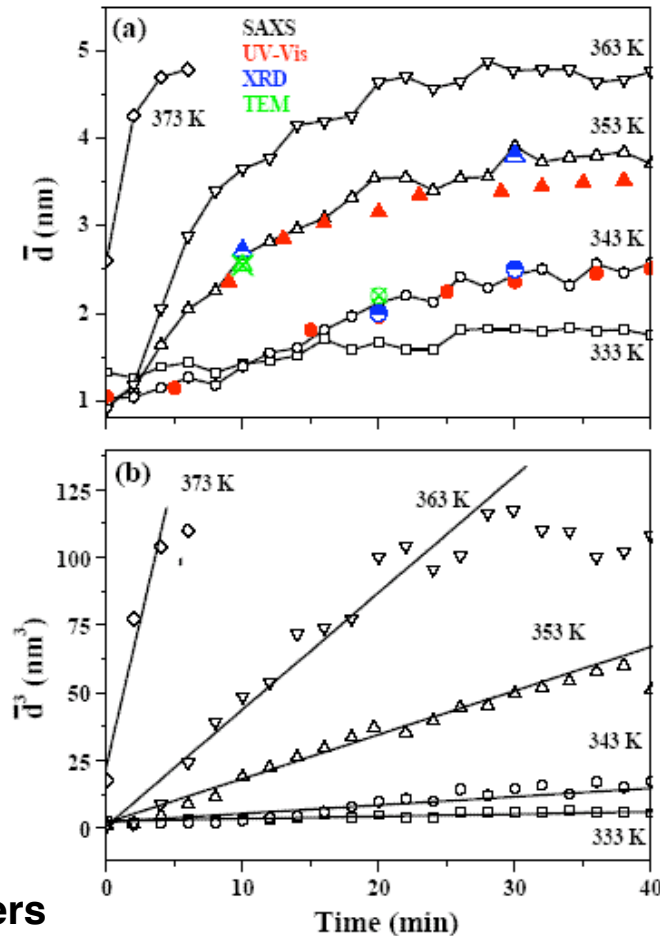 (a)
SAXS
UV-Vis
XRD
TEM
363 K
373 K
353 K
343 K
333 K
5
4
3
2
1
d̄ (nm)
(b)
373 K
363 K
353 K
343 K
333 K
125
100
75
50
25
0
d̄³ (nm³)
0 10 20 30 40
Time (min)
ers